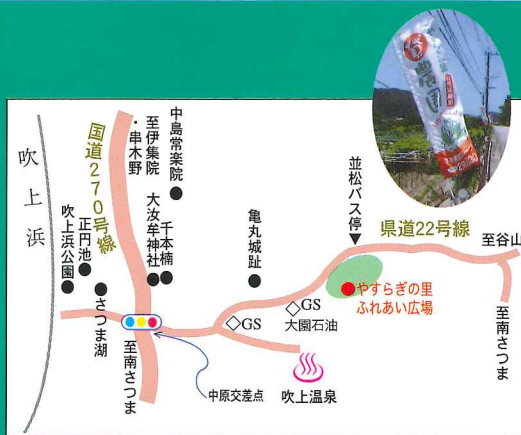 吹上浜
国道270号線
至伊集院
・串木野
中島常楽院
大汝牟神社
千本楠
吹上浜公園
正円池
さつま湖
亀丸城趾
並松バス停
県道22号線
至谷山
至南さつま
やすらぎの里
ふれあい広場
GS
大園石油
GS
至南さつま
中原交差点
吹上温泉
農園